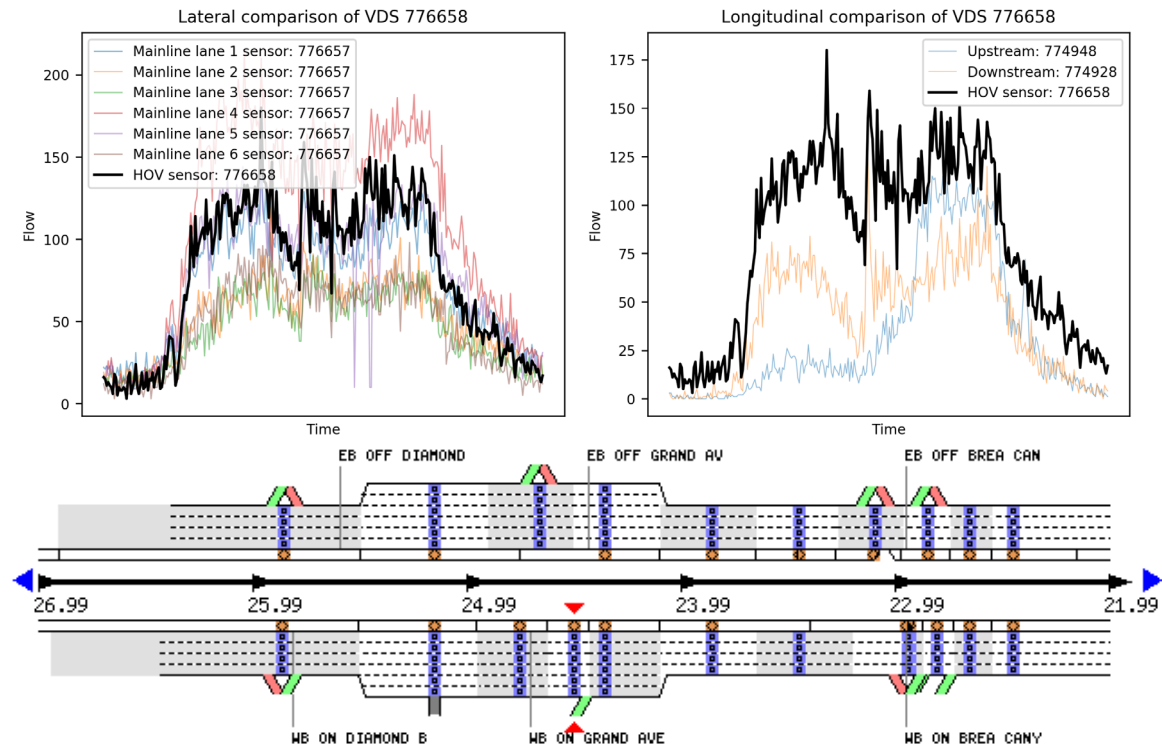 Lateral comparison of VDS 776658
Longitudinal comparison of VDS 776658
Mainline lane 1 sensor: 776657
Mainline lane 2 sensor: 776657
Mainline lane 3 sensor: 776657
Mainline lane 4 sensor: 776657
Mainline lane 5 sensor: 776657
Mainline lane 6 sensor: 776657
HOV sensor: 776658
200
150
100
50
0
Flow
Time
Upstream: 774948
Downstream: 774928
HOV sensor: 776658
175
150
125
100
75
50
25
0
Flow
Time
EB OFF DIAMOND
EB OFF GRAND AV
EB OFF BREA CAN
26.99 25.99 24.99 23.99 22.99 21.99
WB ON DIAMOND B
WB ON GRAND AVE
WB ON BREA CANY